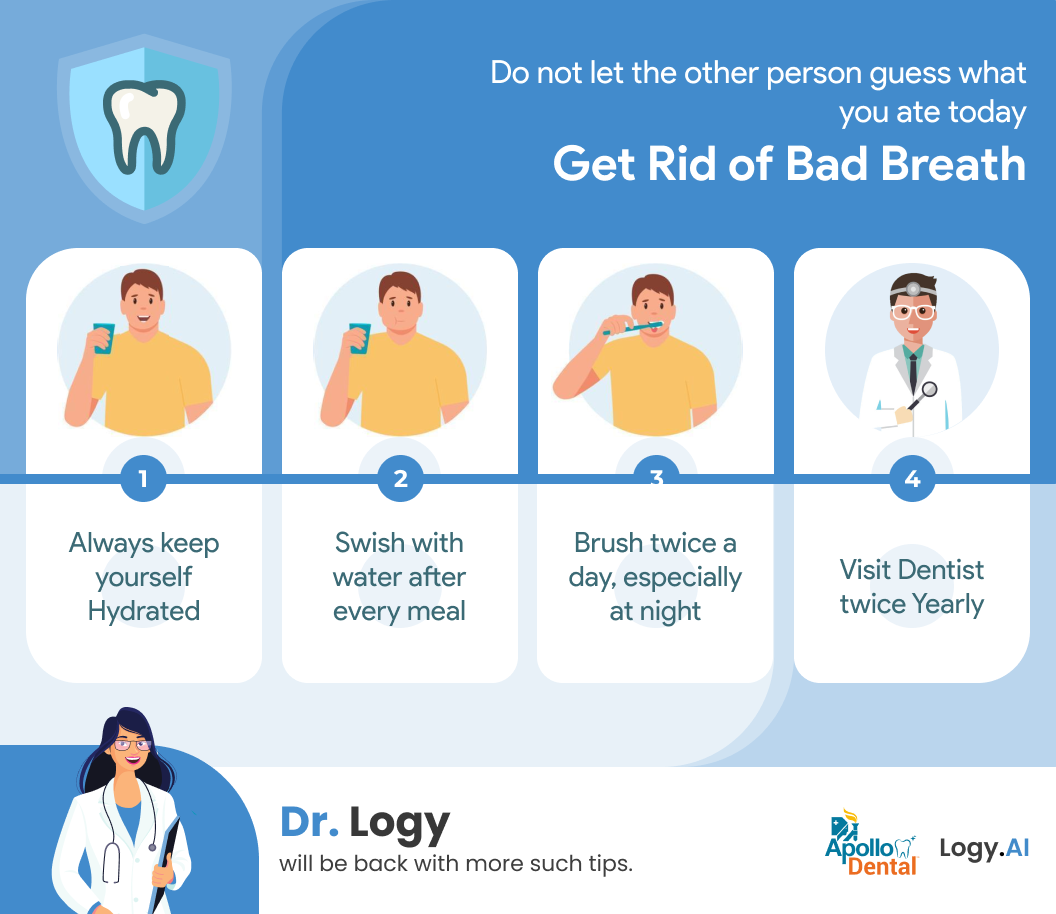 Do not let the other person guess what
you ate today
Get Rid of Bad Breath
1
2
3
4
Always keep
yourself
Hydrated
Swish with
water after
every meal
Brush twice a
day, especially
at night
Visit Dentist
twice Yearly
Dr. Logy
will be back with more such tips.
Apollo
Dental
Logy.AI